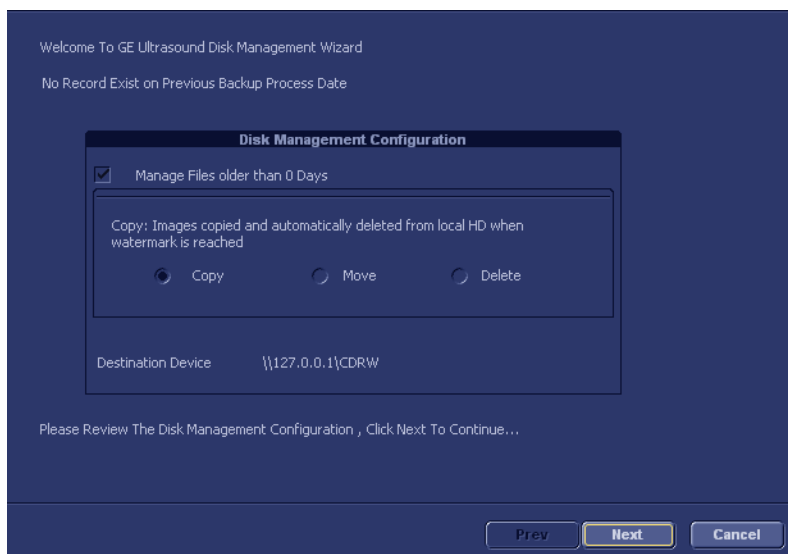 Welcome To GE Ultrasound Disk Management Wizard
No Record Exist on Previous Backup Process Date
Disk Management Configuration
Manage Files older than 0 Days
Copy: Images copied and automatically deleted from local HD when
watermark is reached
Copy Move Delete
Destination Device \\127.0.0.1\CDRW
Please Review The Disk Management Configuration , Click Next To Continue...
Prev Next Cancel